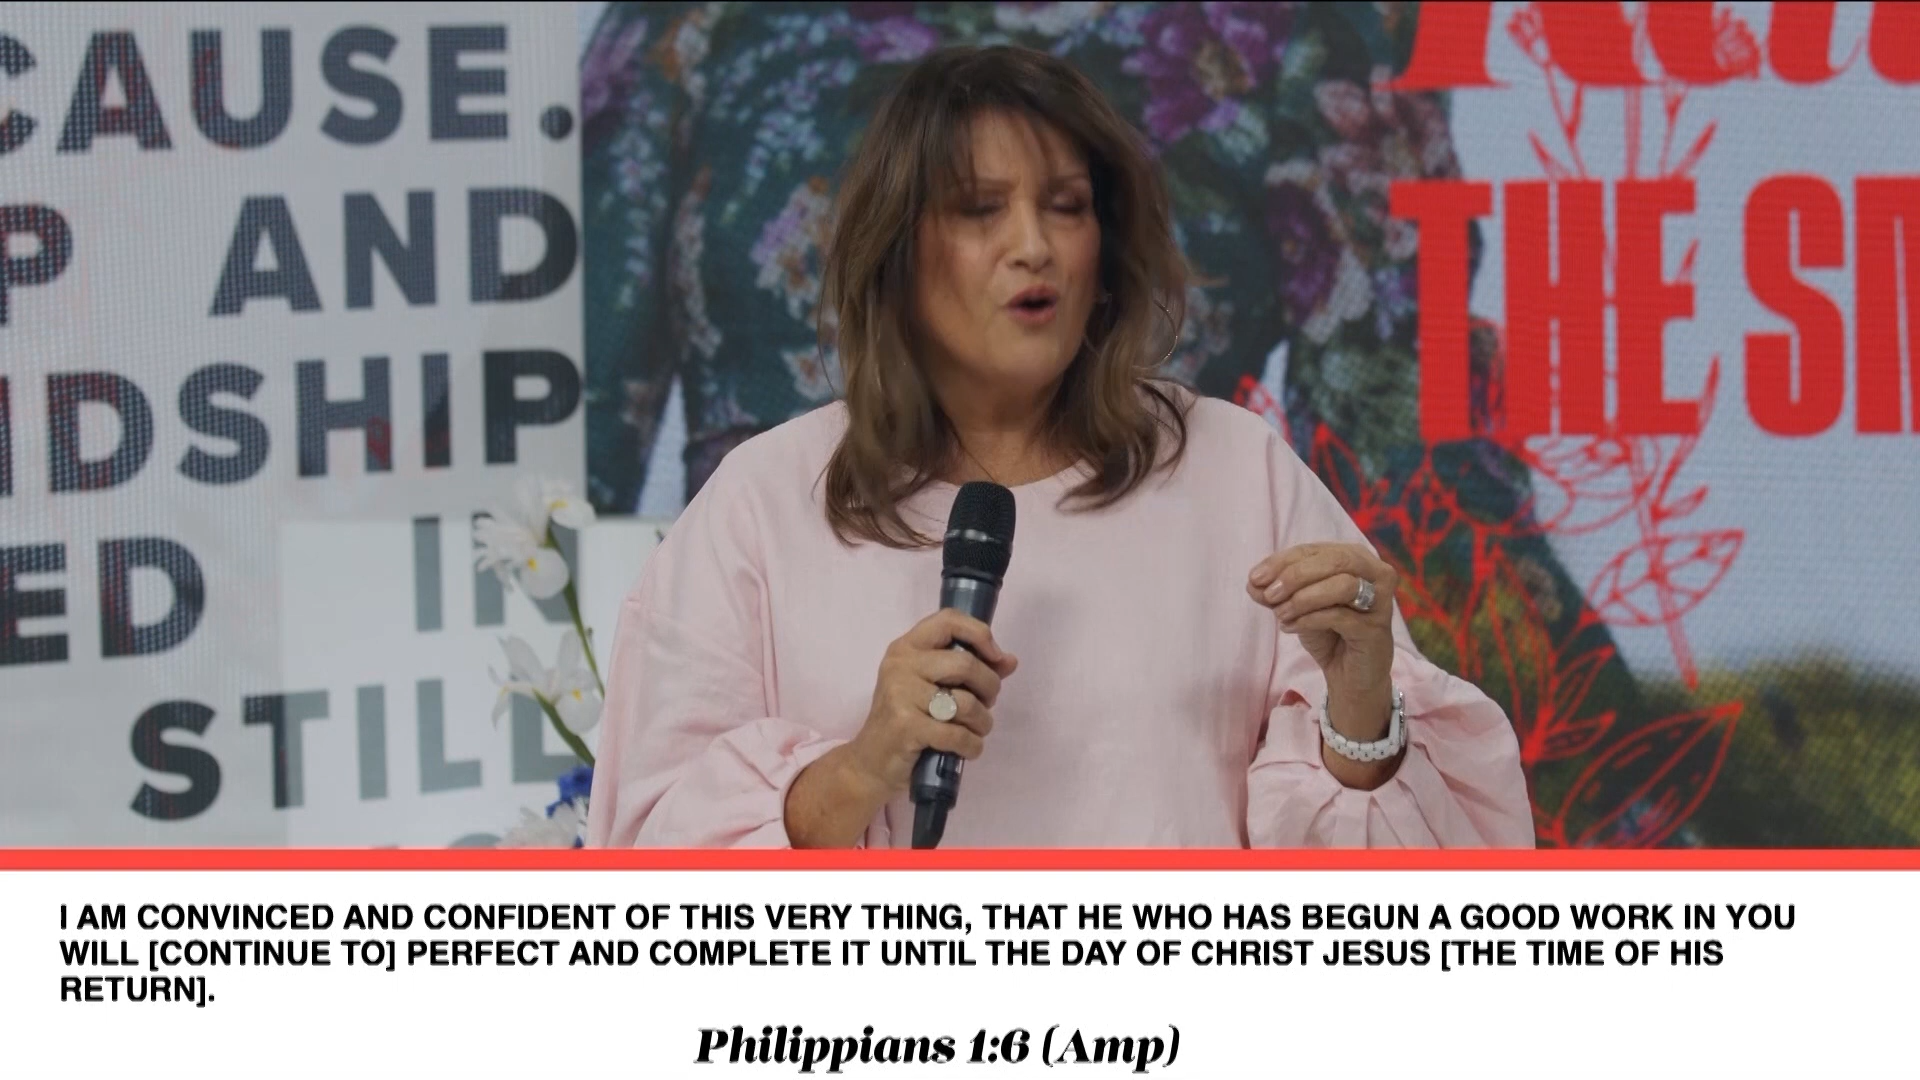 CAUSE.
P AND
NDSHIP
ED IN
STILL
THE
I AM CONVINCED AND CONFIDENT OF THIS VERY THING, THAT HE WHO HAS BEGUN A GOOD WORK IN YOU
WILL [CONTINUE TO] PERFECT AND COMPLETE IT UNTIL THE DAY OF CHRIST JESUS [THE TIME OF HIS
RETURN].
Philippians 1:6 (Amp)